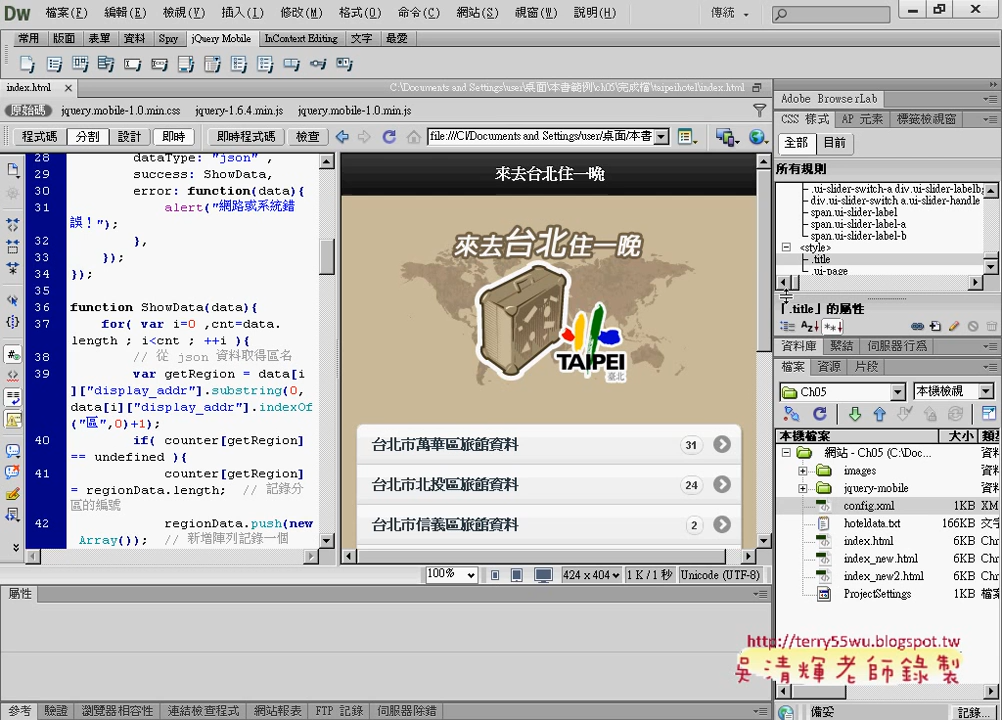 Dw 檔案(F) 編輯(E) 檢視(V) 插入(I) 修改(M) 格式(O) 命令(C) 網站(S) 視窗(W) 說明(H) 傳統
常用 版面 表單 資料 Spry jQuery Mobile InContext Editing 文字 我的最愛
index.html × C:\Documents and Settings\user\桌面\本書範例\ch05\完成檔\taipeihotel\index.html
原始碼 jquery.mobile-1.0.min.css jquery-1.6.4.min.js jquery.mobile-1.0.min.js
程式碼 分割 設計 即時 即時程式碼 檢查 file:///C|/Documents and Settings/user/桌面/本書
28 dataType: "json" ,
29 success: ShowData,
30 error: function(data){
31 alert("網路或系統錯
誤！");
32 },
33 });
34 });
35
36 function ShowData(data){
37 for( var i=0 ,cnt=data.
length ; i<cnt ; ++i ){
38 // 從 json 資料取得區名
39 var getRegion = data[i
]["display_addr"].substring(0,
data[i]["display_addr"].indexOf
("區",0)+1);
40 if( counter[getRegion]
== undefined ){
41 counter[getRegion]
= regionData.length; // 記錄分
區的編號
42 regionData.push(new
Array()); // 新增陣列記錄一個
來去台北住一晚
來去台北住一晚
TAIPEI
臺北
台北市萬華區旅館資料 31
台北市北投區旅館資料 24
台北市信義區旅館資料 2
100% 424 x 404 1 K / 1 秒 Unicode (UTF-8)
屬性
參考 驗證 瀏覽器相容性 連結檢查程式 網站報表 FTP 記錄 伺服器除錯
Adobe BrowserLab
CSS 樣式 AP 元素 標籤檢視窗
全部 目前
所有規則
.ui-slider-switch-a div.ui-slider-labelb
div.ui-slider-switch a.ui-slider-handle
span.ui-slider-label
span.ui-slider-label-a
span.ui-slider-label-b
<style>
.title
.ui-page
「.title」的屬性
資料庫 繫結 伺服器行為
檔案 資源 片段
Ch05 本機檢視
本機檔案 大小 類
網站 - Ch05 (C:\Doc... 資料
images 資料
jquery-mobile 資料
config.xml 1KB XM
hoteldata.txt 166KB 文字
index.html 6KB Chr
index_new.html 6KB Chr
index_new2.html 6KB Chr
ProjectSettings 1KB 檔案
http://terry55wu.blogspot.tw
吳清輝老師錄製
備妥 記錄...